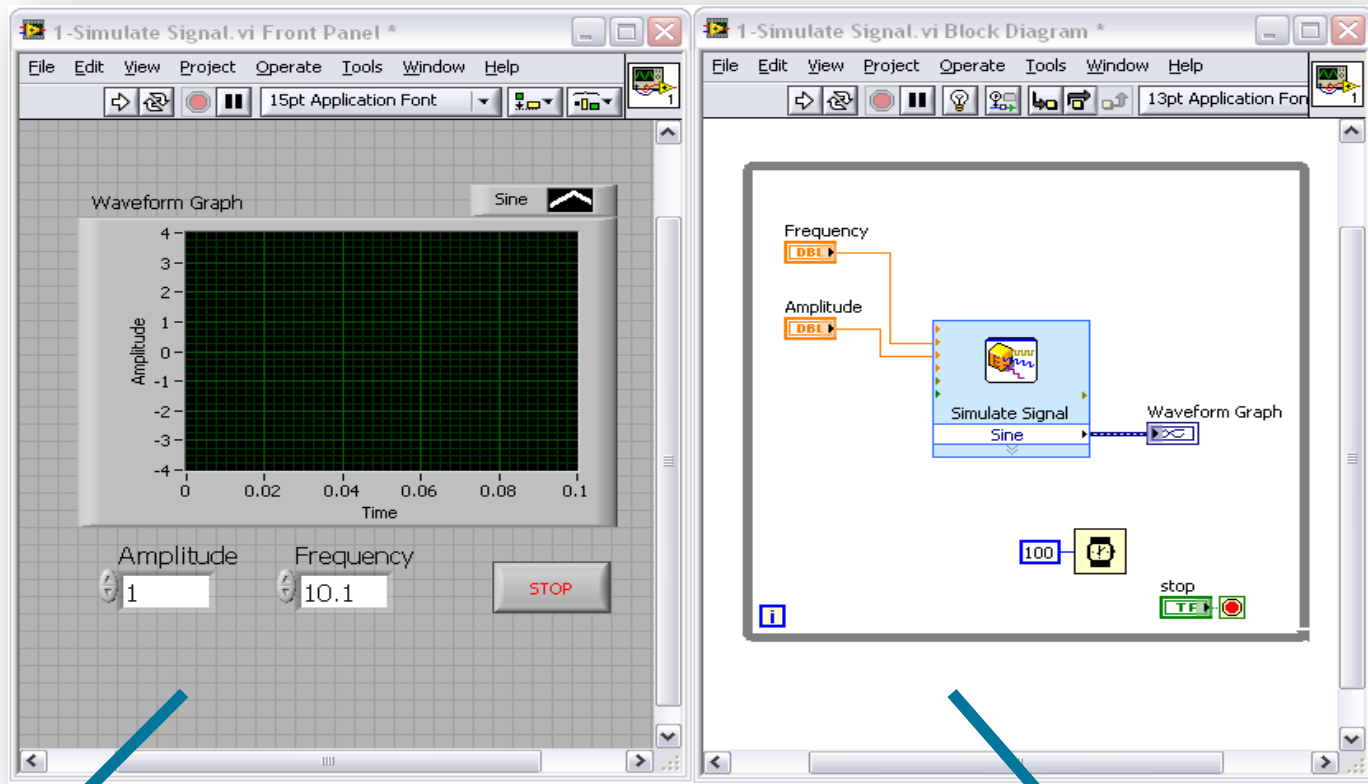 1-Simulate Signal.vi Front Panel *
File Edit View Project Operate Tools Window Help
15pt Application Font
1
Waveform Graph
Sine
4
3
2
1
0
-1
-2
-3
-4
Amplitude
0 0.02 0.04 0.06 0.08 0.1
Time
Amplitude Frequency
1 10.1
STOP
1-Simulate Signal.vi Block Diagram *
File Edit View Project Operate Tools Window Help
13pt Application Fon
1
Frequency
DBL
Amplitude
DBL
Simulate Signal
Sine
Waveform Graph
100
stop
TF
i